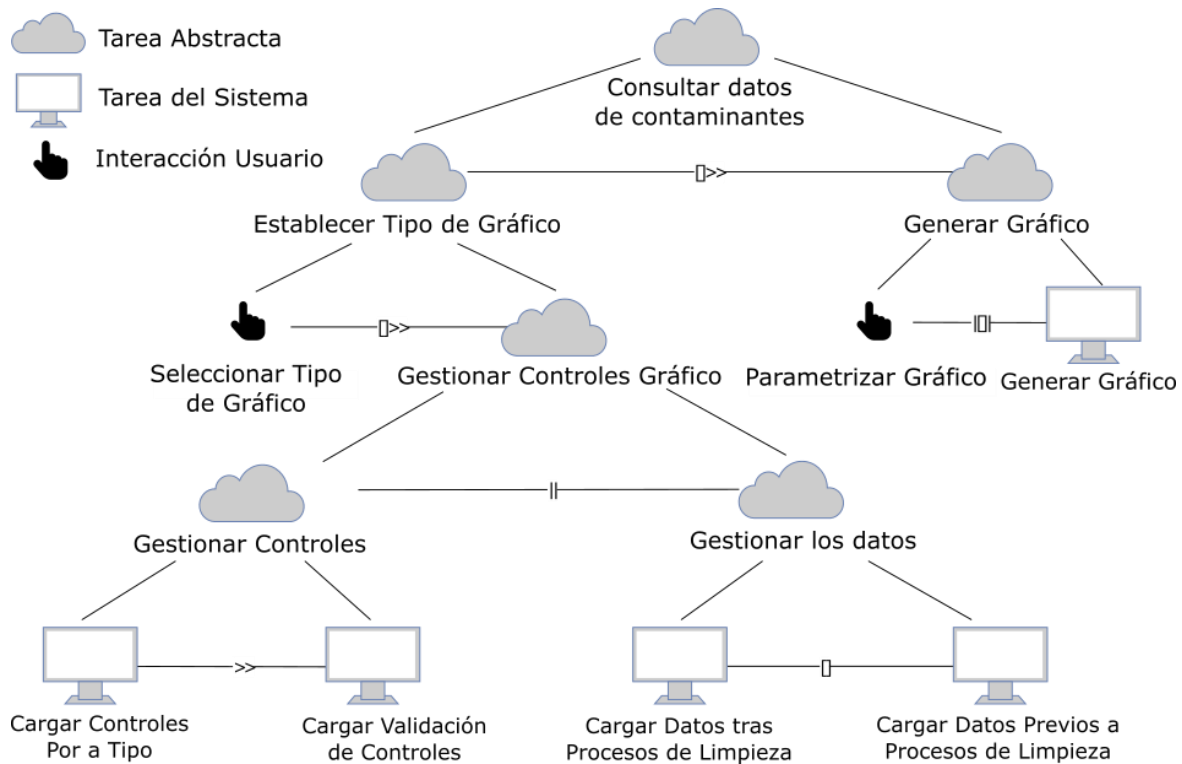 Tarea Abstracta
Tarea del Sistema
Interacción Usuario
Consultar datos
de contaminantes
[]>>
Establecer Tipo de Gráfico
Generar Gráfico
[]>>
|[]|
Seleccionar Tipo
de Gráfico
Gestionar Controles Gráfico
Parametrizar Gráfico
Generar Gráfico
||
Gestionar Controles
Gestionar los datos
>>
[]
Cargar Controles
Por a Tipo
Cargar Validación
de Controles
Cargar Datos tras
Procesos de Limpieza
Cargar Datos Previos a
Procesos de Limpieza